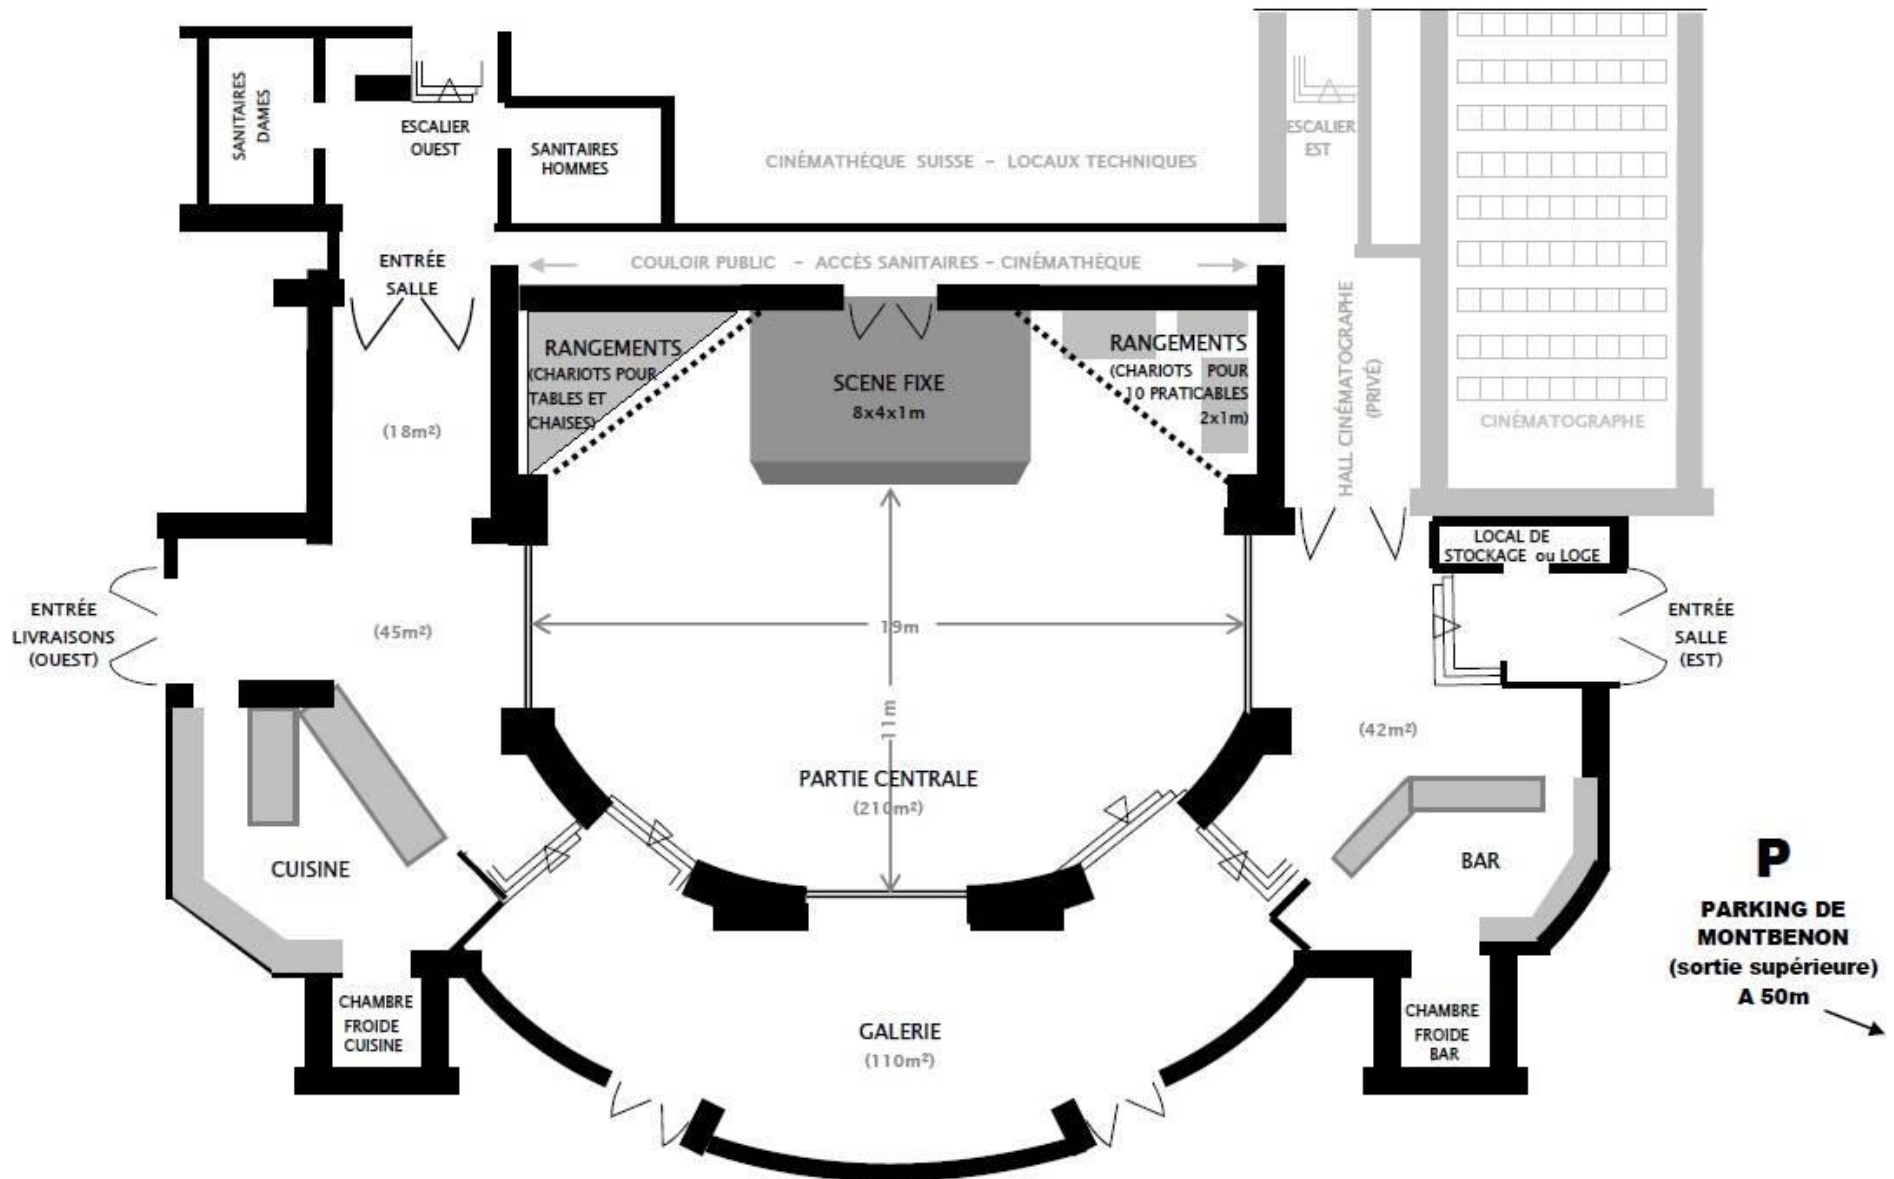 SANITAIRES
DAMES
ESCALIER
OUEST
SANITAIRES
HOMMES
CINÉMATHÈQUE SUISSE - LOCAUX TECHNIQUES
ESCALIER
EST
ENTRÉE
SALLE
COULOIR PUBLIC - ACCÈS SANITAIRES - CINÉMATHÈQUE
HALL CINÉMATOGRAPHE
(PRIVÉ)
CINÉMATOGRAPHE
RANGEMENTS
(CHARIOTS POUR
TABLES ET
CHAISES)
(18m²)
SCENE FIXE
8x4x1m
RANGEMENTS
(CHARIOTS POUR
10 PRATICABLES
2x1m)
LOCAL DE
STOCKAGE ou LOGE
ENTRÉE
LIVRAISONS
(OUEST)
(45m²)
19m
11m
ENTRÉE
SALLE
(EST)
(42m²)
PARTIE CENTRALE
(210m²)
CUISINE
BAR
P
PARKING DE
MONTBENON
(sortie supérieure)
A 50m
CHAMBRE
FROIDE
CUISINE
GALERIE
(110m²)
CHAMBRE
FROIDE
BAR